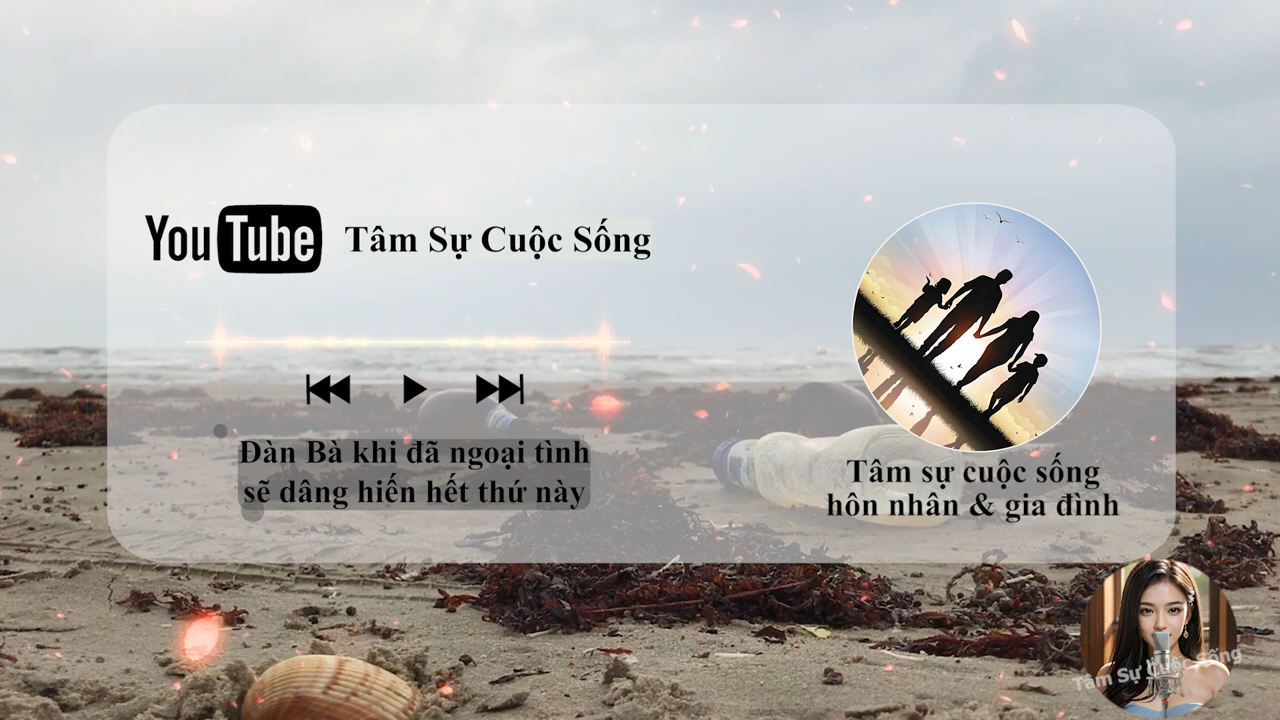 YouTube
Tâm Sự Cuộc Sống
Đàn Bà khi đã ngoại tình
sẽ dâng hiến hết thứ này
Tâm sự cuộc sống
hôn nhân & gia đình
Tâm Sự Cuộc Sống